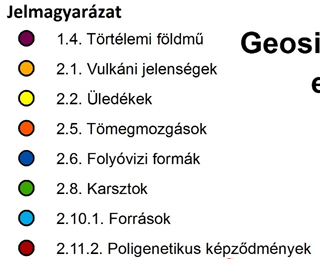 Jelmagyarázat
1.4. Törtélemi földmű
Geosi
2.1. Vulkáni jelenségek
e
2.2. Üledékek
2.5. Tömegmozgások
2.6. Folyóvizi formák
2.8. Karsztok
2.10.1. Források
2.11.2. Poligenetikus képződmények